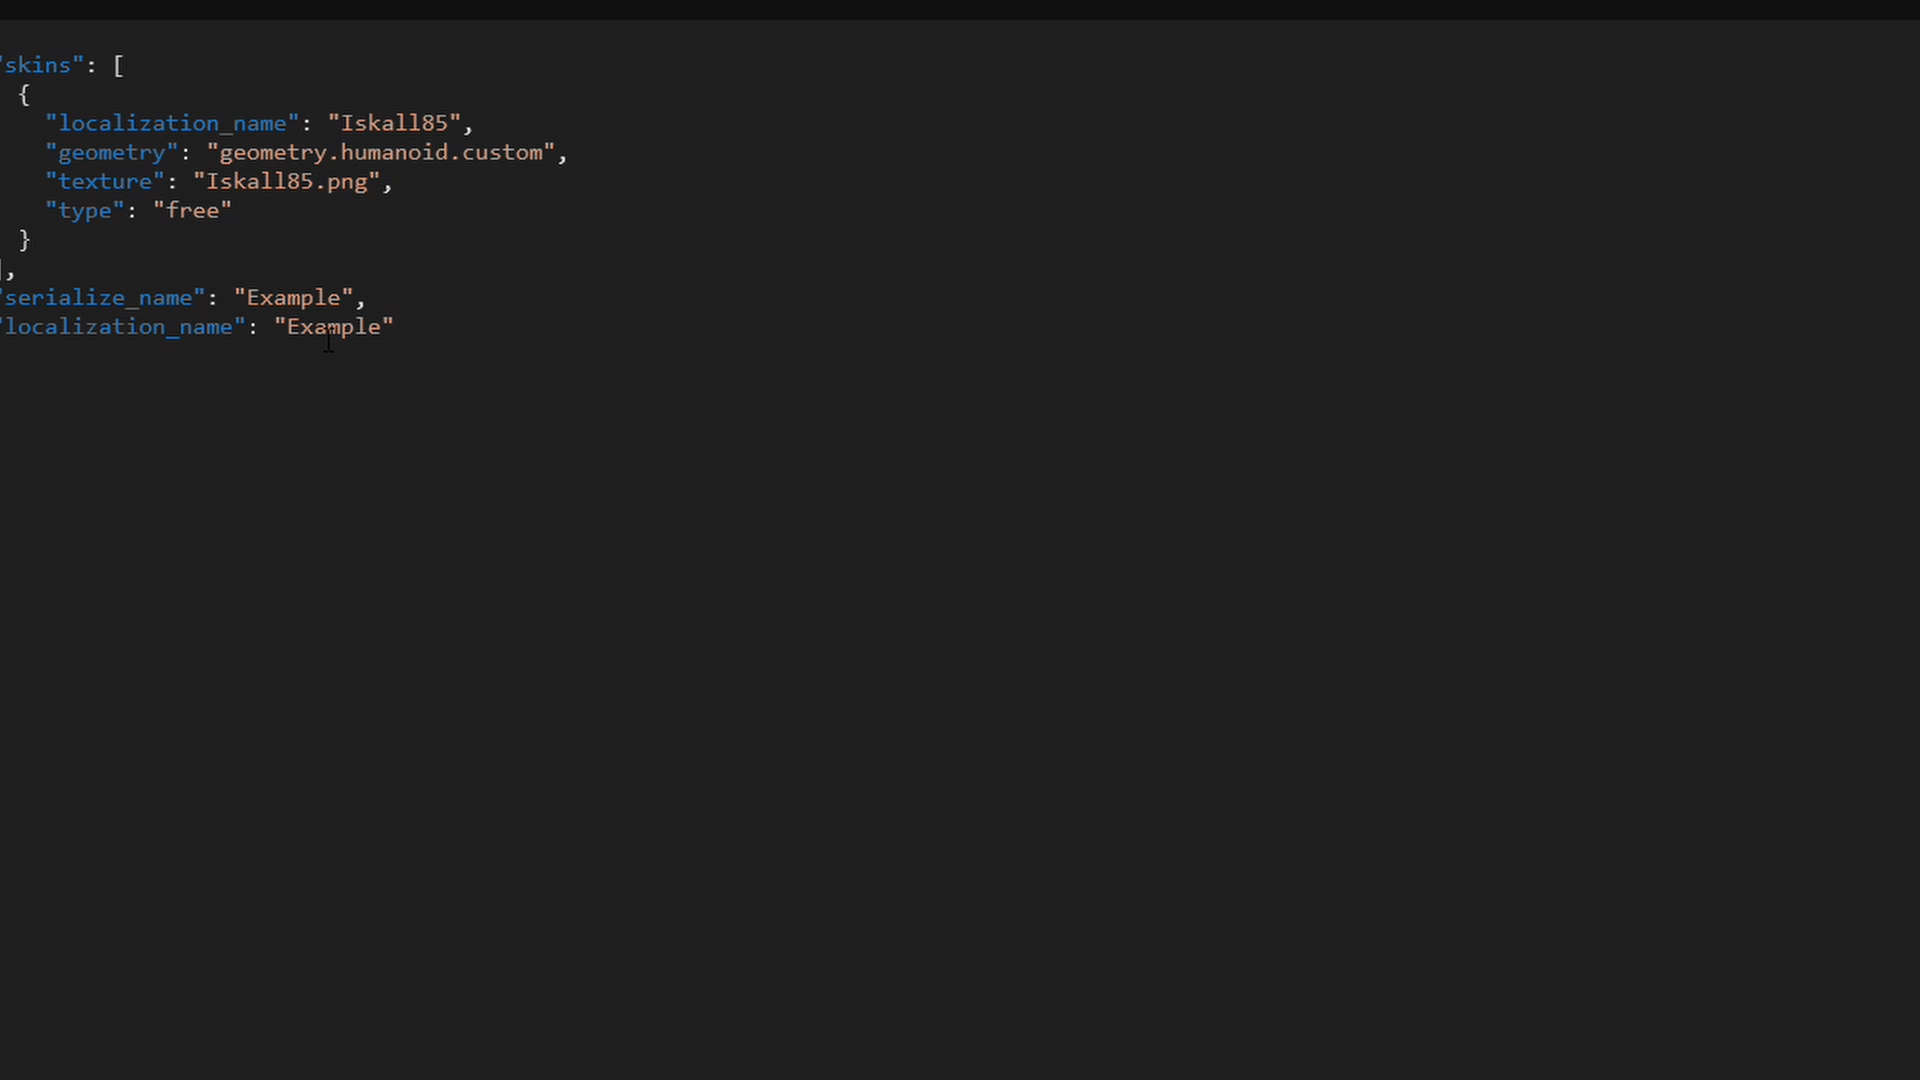 "skins": [
{
"localization_name": "Iskall85",
"geometry": "geometry.humanoid.custom",
"texture": "Iskall85.png",
"type": "free"
}
],
"serialize_name": "Example",
"localization_name": "Example"